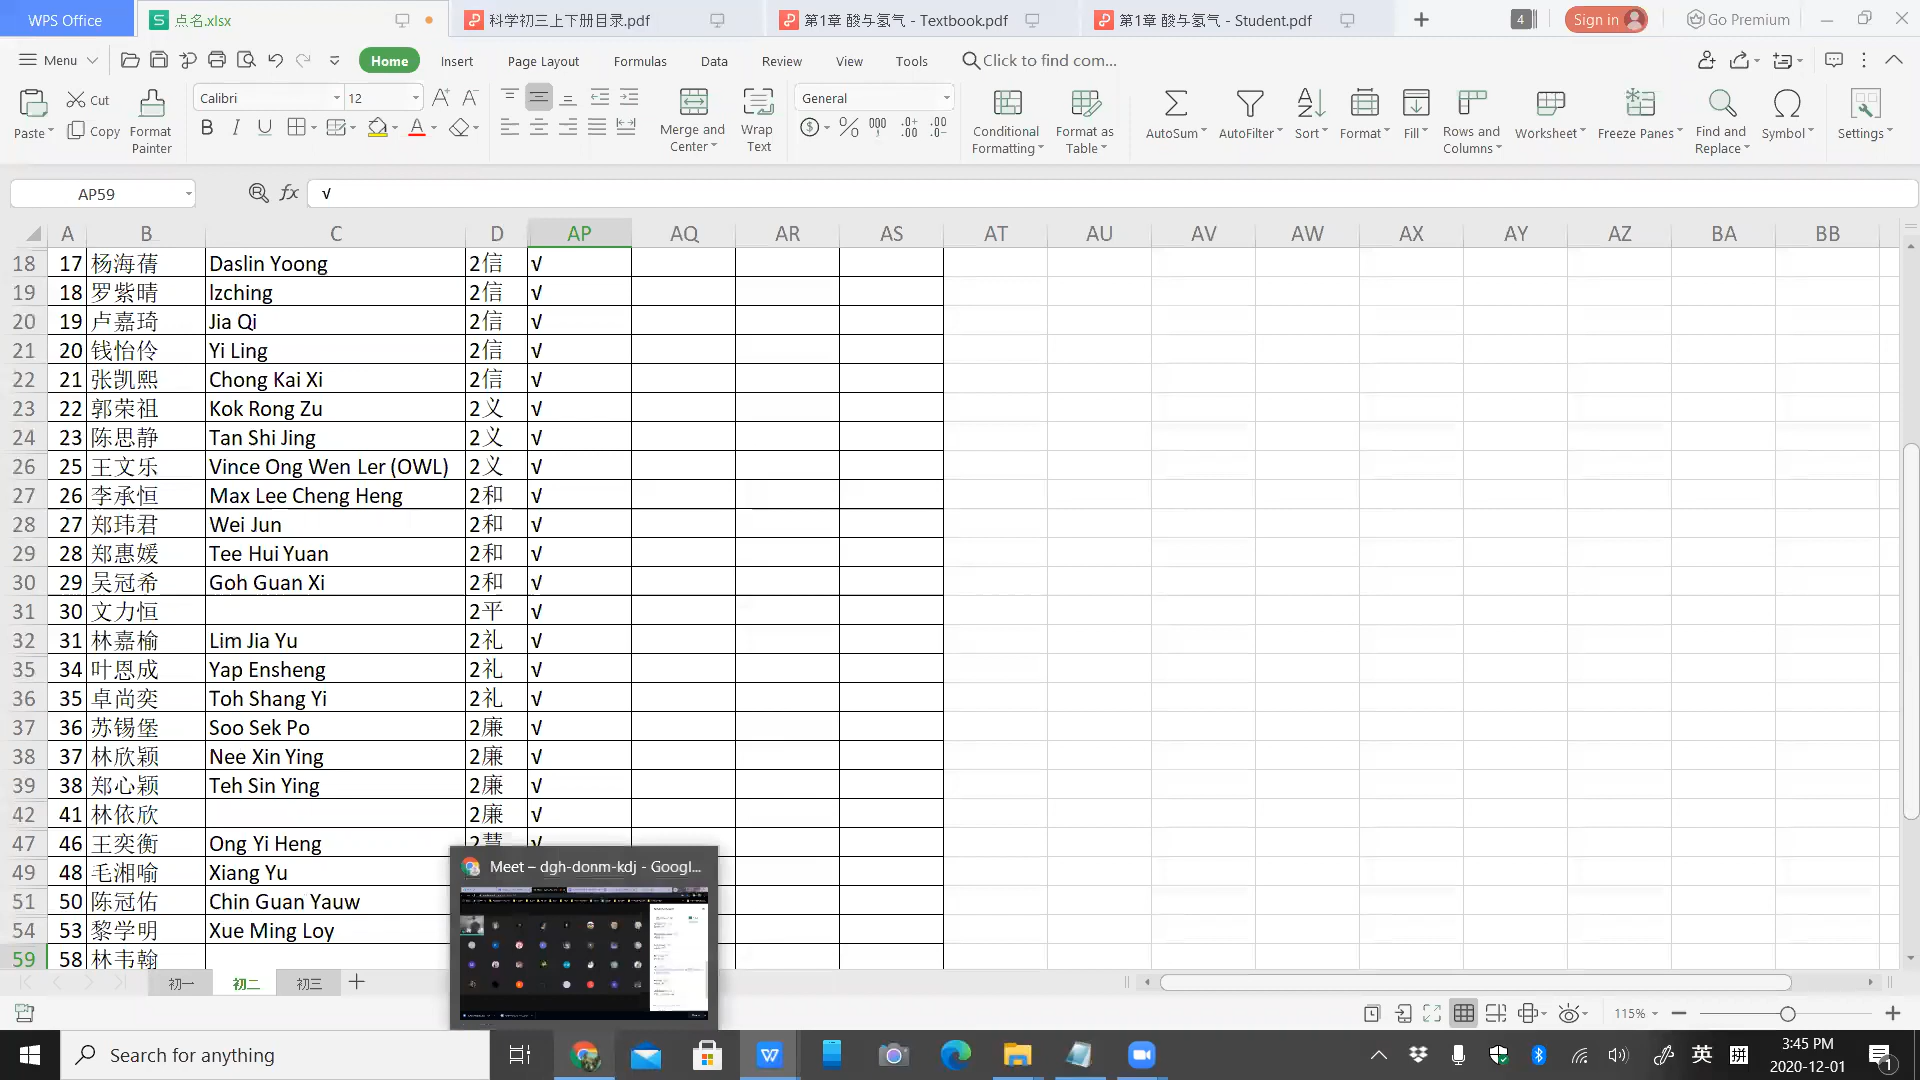 WPS Office 点名.xlsx 科学初三上下册目录.pdf 第1章 酸与氢气 - Textbook.pdf 第1章 酸与氢气 - Student.pdf 4 Sign in Go Premium
Menu Home Insert Page Layout Formulas Data Review View Tools Click to find com...
Paste Cut Copy Format Painter Calibri 12 Merge and Center Wrap Text General Conditional Formatting Format as Table AutoSum AutoFilter Sort Format Fill Rows and Columns Worksheet Freeze Panes Find and Replace Symbol Settings
AP59 fx √
A B C D AP AQ AR AS AT AU AV AW AX AY AZ BA BB
18 17 杨海蒨 Daslin Yoong 2信 √
19 18 罗紫晴 lzching 2信 √
20 19 卢嘉琦 Jia Qi 2信 √
21 20 钱怡伶 Yi Ling 2信 √
22 21 张凯熙 Chong Kai Xi 2信 √
23 22 郭荣祖 Kok Rong Zu 2义 √
24 23 陈思静 Tan Shi Jing 2义 √
26 25 王文乐 Vince Ong Wen Ler (OWL) 2义 √
27 26 李承恒 Max Lee Cheng Heng 2和 √
28 27 郑玮君 Wei Jun 2和 √
29 28 郑惠媛 Tee Hui Yuan 2和 √
30 29 吴冠希 Goh Guan Xi 2和 √
31 30 文力恒 2平 √
32 31 林嘉榆 Lim Jia Yu 2礼 √
35 34 叶恩成 Yap Ensheng 2礼 √
36 35 卓尚奕 Toh Shang Yi 2礼 √
37 36 苏锡堡 Soo Sek Po 2廉 √
38 37 林欣颖 Nee Xin Ying 2廉 √
39 38 郑心颖 Teh Sin Ying 2廉 √
42 41 林依欣 2廉 √
47 46 王奕衡 Ong Yi Heng 2慧 √
49 48 毛湘喻 Xiang Yu
51 50 陈冠佑 Chin Guan Yauw
54 53 黎学明 Xue Ming Loy
59 58 林韦翰
Meet – dgh-donm-kdj - Googl...
初一 初二 初三
115%
Search for anything
英 拼
3:45 PM
2020-12-01
1